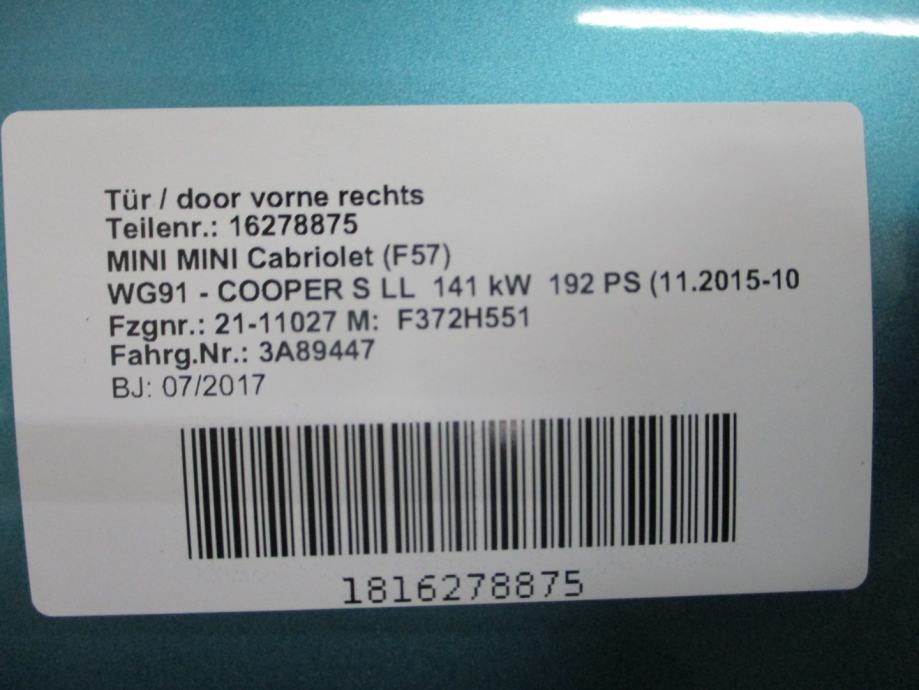 Tür / door vorne rechts
Teilenr.: 16278875
MINI MINI Cabriolet (F57)
WG91 - COOPER S LL 141 kW 192 PS (11.2015-10
Fzgnr.: 21-11027 M: F372H551
Fahrg.Nr.: 3A89447
BJ: 07/2017
1816278875